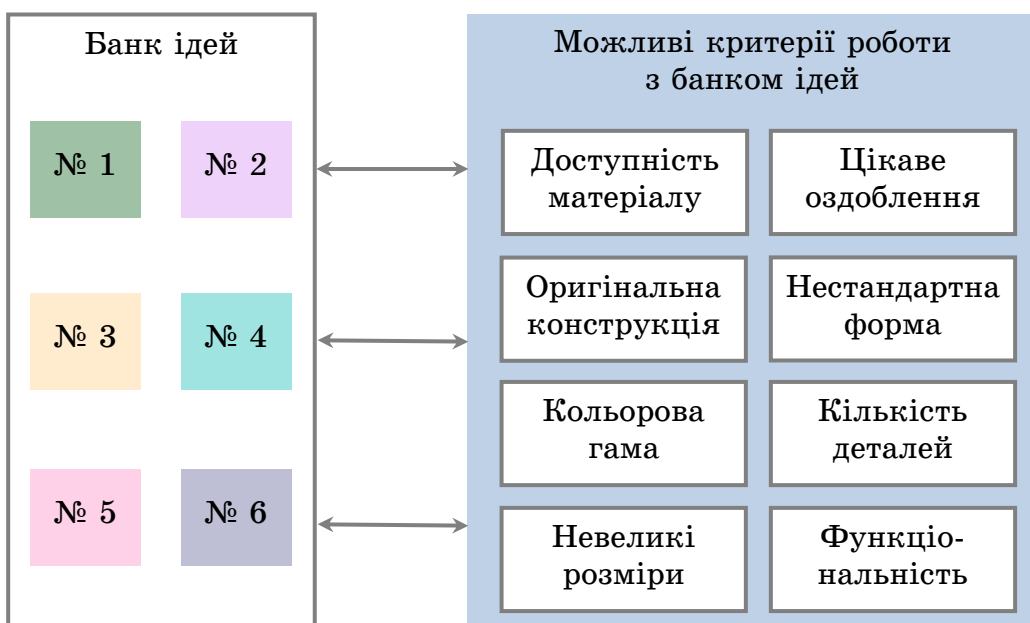 Банк ідей
№ 1
№ 2
№ 3
№ 4
№ 5
№ 6
Можливі критерії роботи
з банком ідей
Доступність
матеріалу
Цікаве
оздоблення
Оригінальна
конструкція
Нестандартна
форма
Кольорова
гама
Кількість
деталей
Невеликі
розміри
Функціо-
нальність